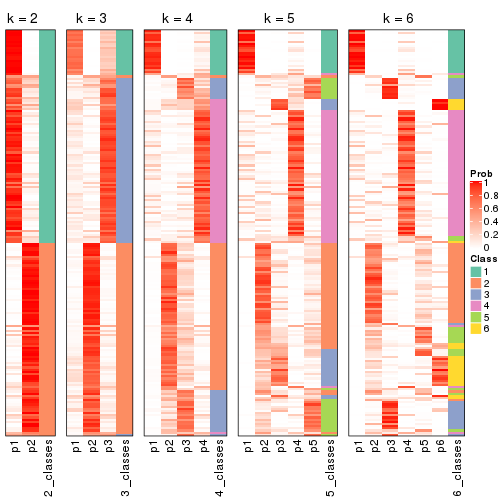 k = 2
k = 3
k = 4
k = 5
k = 6
Prob
1
0.8
0.6
0.4
0.2
0
Class
1
2
3
4
5
6
p1
p2
2_classes
p1
p2
p3
3_classes
p1
p2
p3
p4
4_classes
p1
p2
p3
p4
p5
5_classes
p1
p2
p3
p4
p5
p6
6_classes